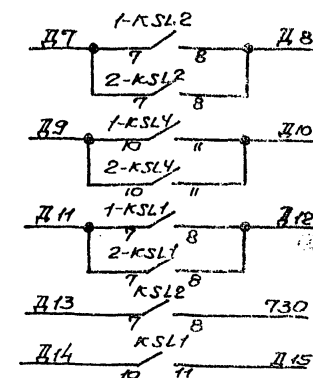 1-KSL2
Д7 7 8 Д8
2-KSL2
7 8
1-KSL4
Д9 10 11 Д10
2-KSL4
10 11
1-KSL1
Д11 7 8 Д12
2-KSL1
7 8
KSL2
Д13 7 8 730
KSL1
Д14 10 11 Д15